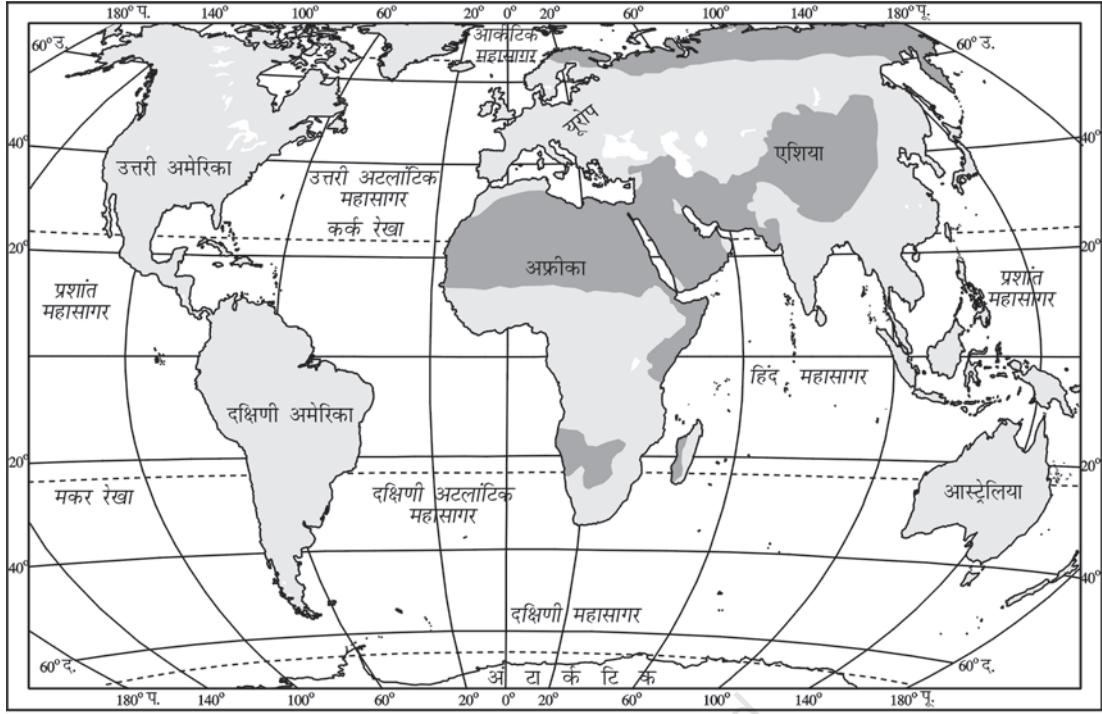 180° प. 140° 100° 60° 20° 0° 20° 60° 100° 140° 180° पू.
60° उ.
आर्कटिक
महासागर
60° उ.
यूरोप
40°
40°
एशिया
उत्तरी अमेरिका
उत्तरी अटलांटिक
महासागर
कर्क रेखा
20°
20°
अफ्रीका
प्रशांत
महासागर
प्रशांत
महासागर
हिंद महासागर
दक्षिणी अमेरिका
20°
20°
मकर रेखा
दक्षिणी अटलांटिक
महासागर
आस्ट्रेलिया
40°
40°
दक्षिणी महासागर
60° द.
60° द.
अंटार्कटिक
180° प. 140° 100° 60° 20° 0° 20° 60° 100° 140° 180° पू.